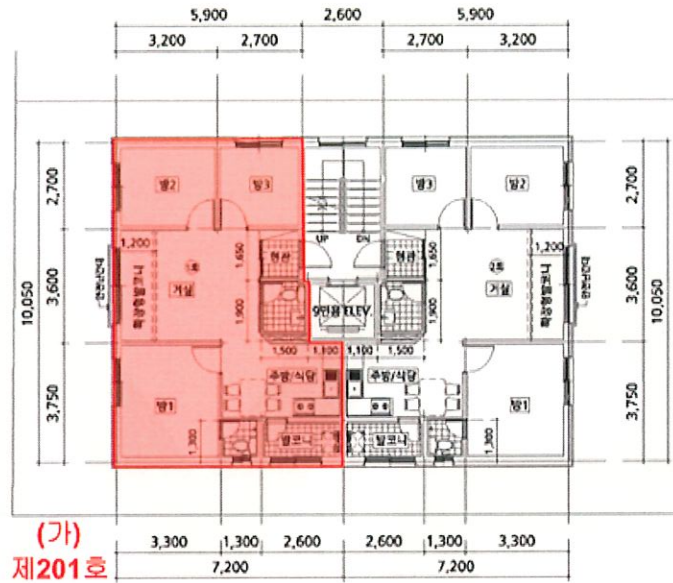 5,900 2,600 5,900
3,200 2,700 2,700 3,200
2,700 3,600 3,750
10,050
방2 방3 방3 방2
UP DN
1,200 1,650 현관 현관 1,650 1,200
거실 거실
1,900 9인용 ELEV. 1,900
1,500 1,100 1,100 1,500
주방/식당 주방/식당
방1 방1
1,300 발코니 발코니 1,300
2,700 3,600 3,750
10,050
(가)
제201호
3,300 1,300 2,600 2,600 1,300 3,300
7,200 7,200